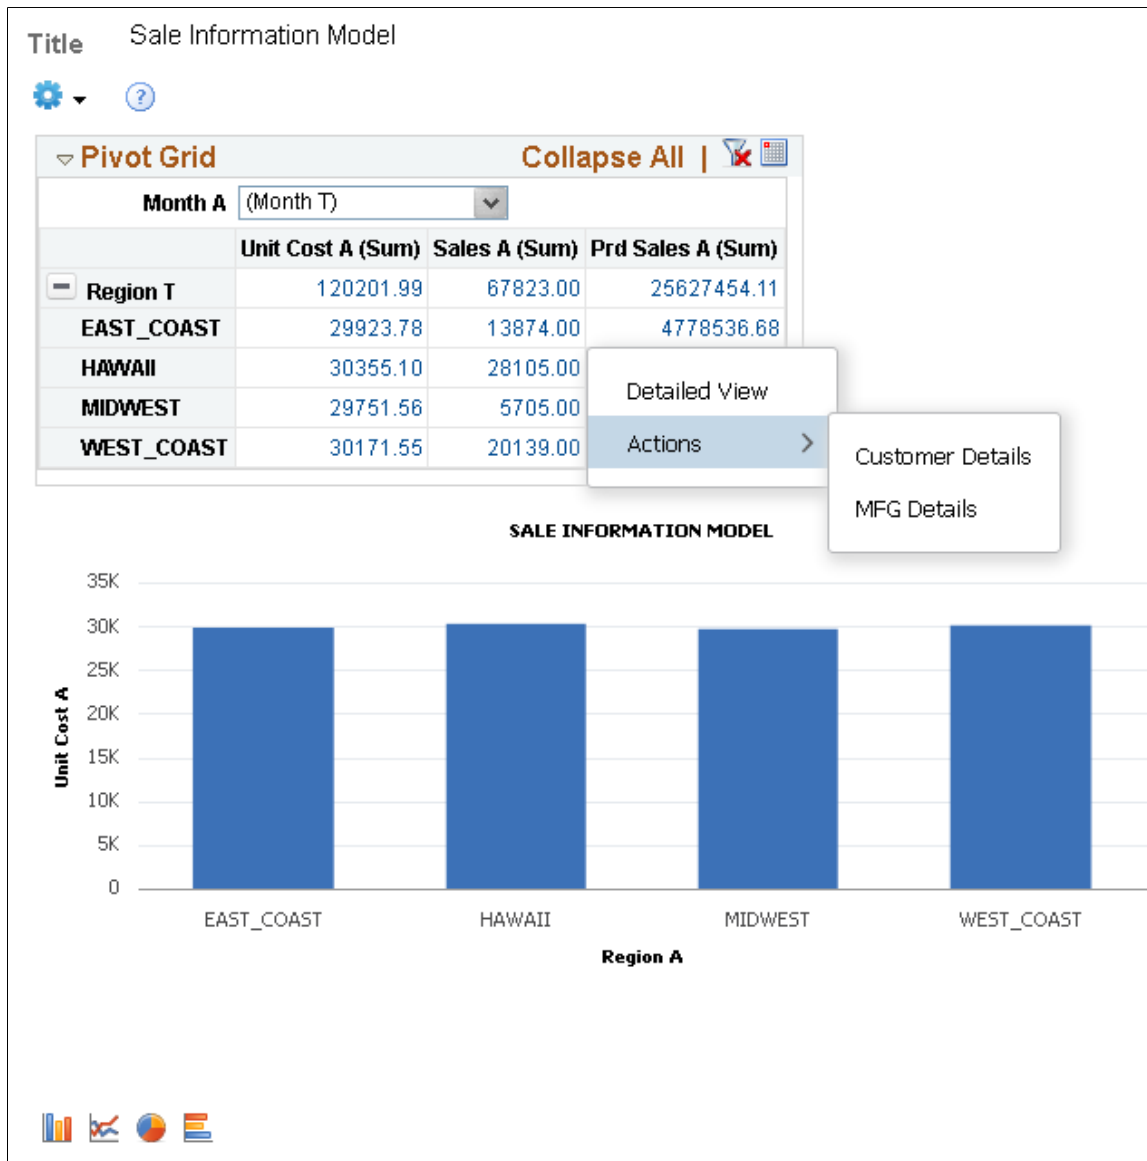 Title Sale Information Model
?
Pivot Grid Collapse All |
Month A (Month T)
Unit Cost A (Sum) Sales A (Sum) Prd Sales A (Sum)
Region T 120201.99 67823.00 25627454.11
EAST_COAST 29923.78 13874.00 4778536.68
HAWAII 30355.10 28105.00
MIDWEST 29751.56 5705.00
WEST_COAST 30171.55 20139.00
Detailed View
Actions
Customer Details
MFG Details
SALE INFORMATION MODEL
35K
30K
25K
20K
15K
10K
5K
0
Unit Cost A
EAST_COAST HAWAII MIDWEST WEST_COAST
Region A